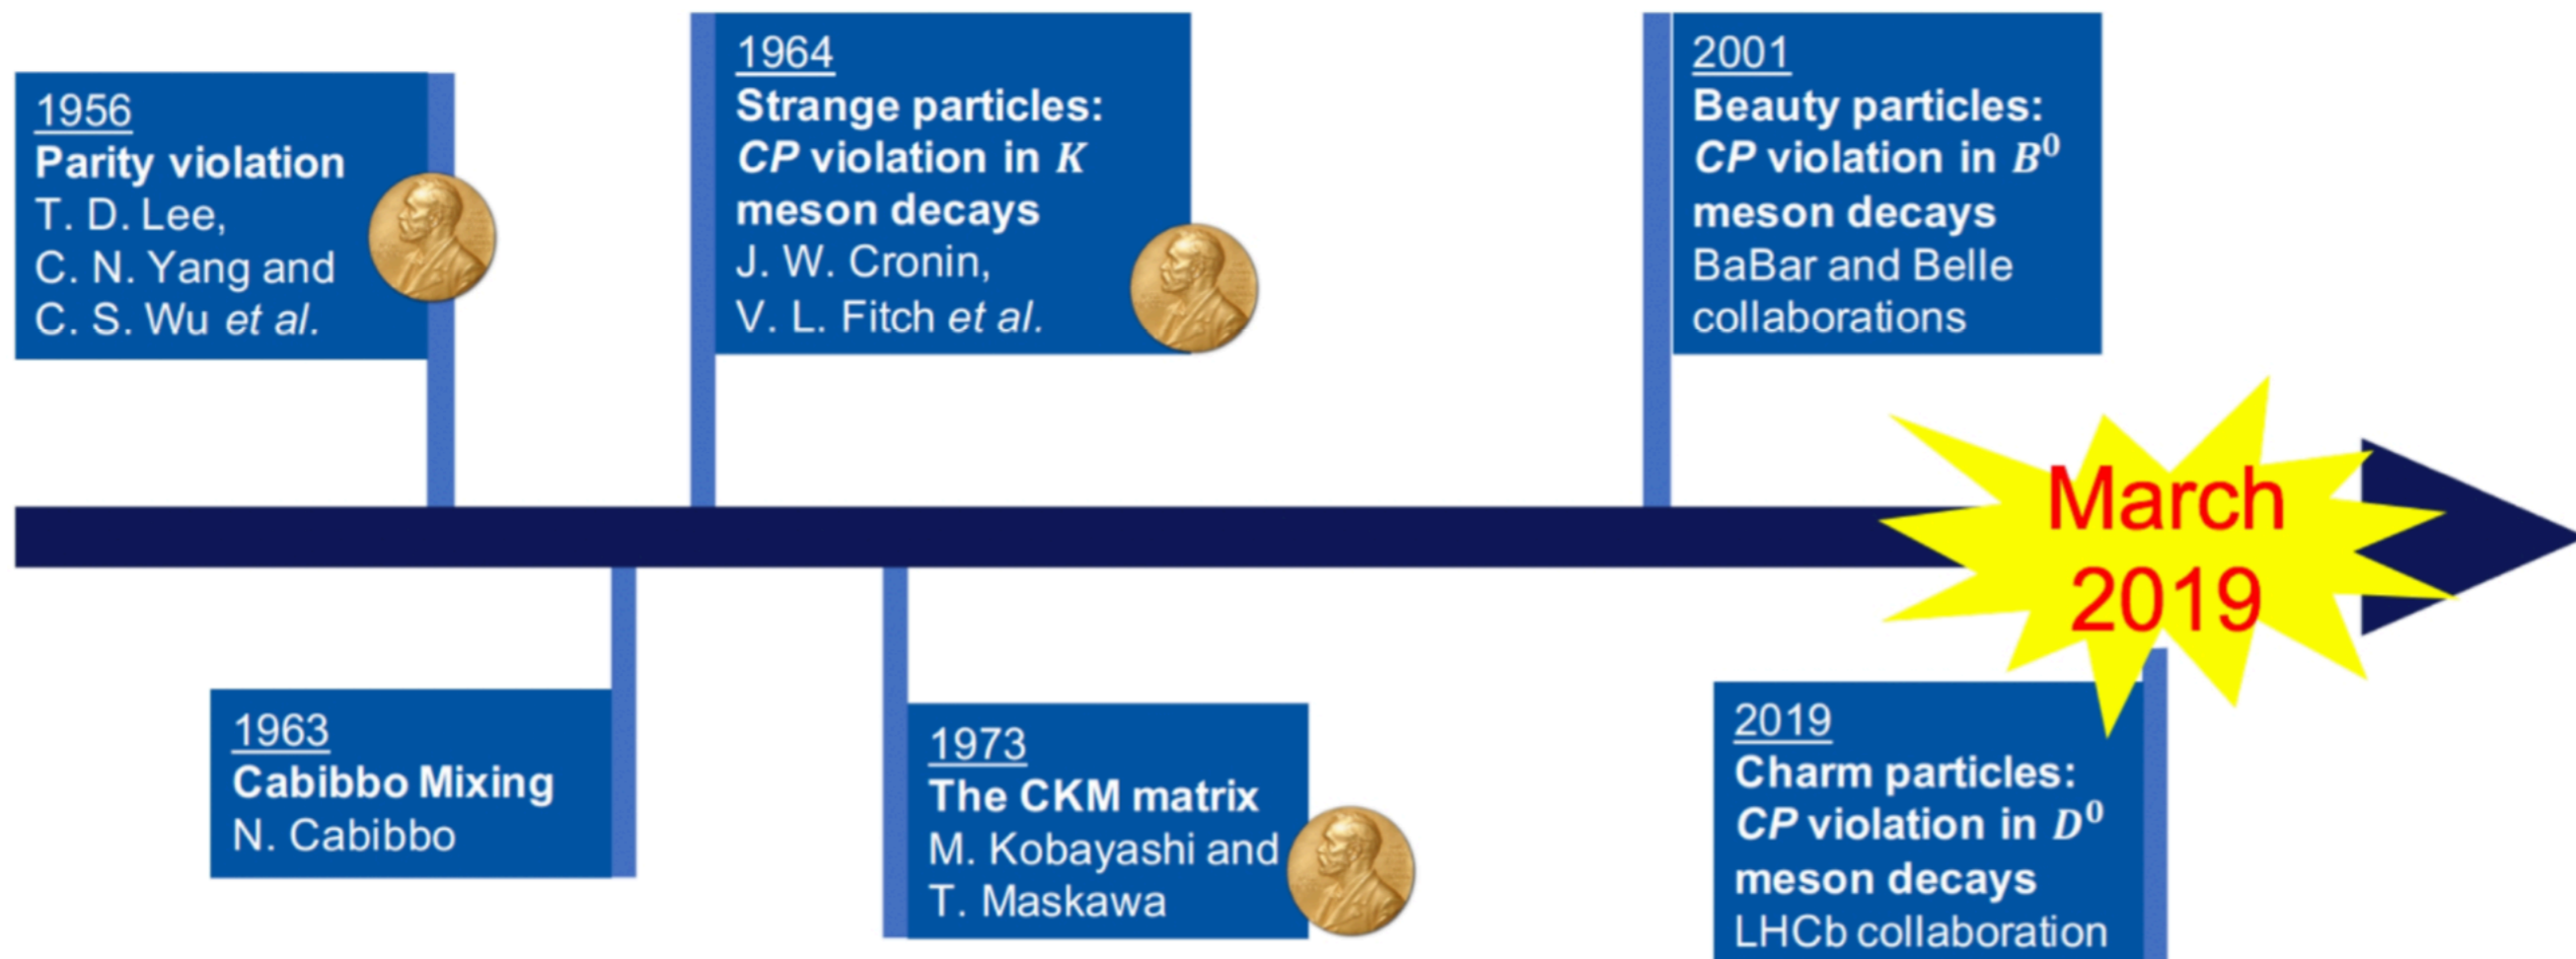 1956
Parity violation
T. D. Lee,
C. N. Yang and
C. S. Wu et al.
1964
Strange particles:
CP violation in K
meson decays
J. W. Cronin,
V. L. Fitch et al.
2001
Beauty particles:
CP violation in B⁰
meson decays
BaBar and Belle
collaborations
March
2019
1963
Cabibbo Mixing
N. Cabibbo
1973
The CKM matrix
M. Kobayashi and
T. Maskawa
2019
Charm particles:
CP violation in D⁰
meson decays
LHCb collaboration